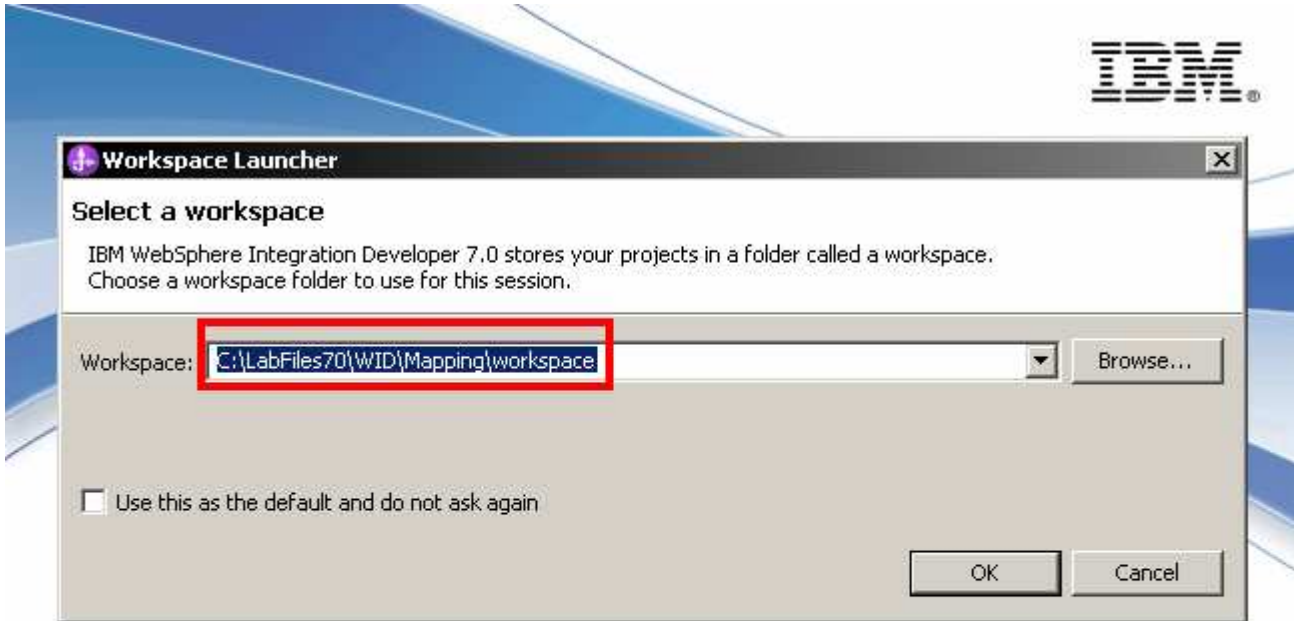 IBM®
Workspace Launcher
Select a workspace
IBM WebSphere Integration Developer 7.0 stores your projects in a folder called a workspace.
Choose a workspace folder to use for this session.
Workspace: C:\LabFiles70\WID\Mapping\workspace Browse...
Use this as the default and do not ask again
OK Cancel